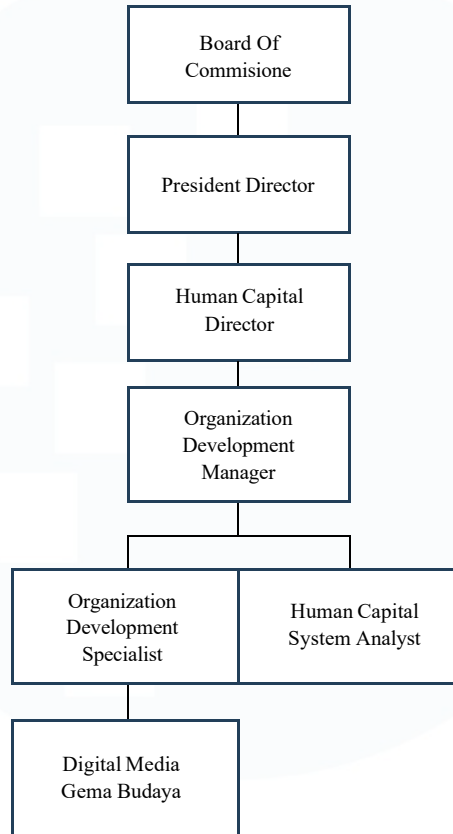 Board Of
Commisione
President Director
Human Capital
Director
Organization
Development
Manager
Organization
Development
Specialist
Human Capital
System Analyst
Digital Media
Gema Budaya